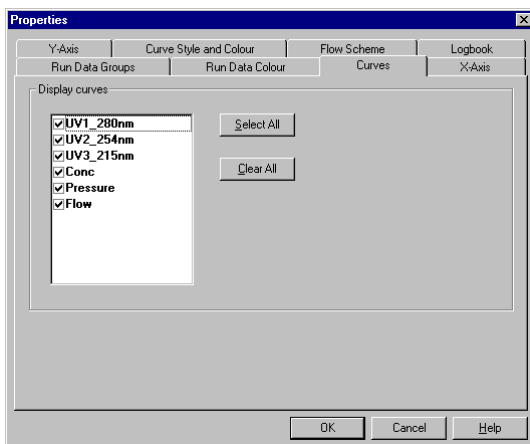 Properties
Y-Axis Curve Style and Colour Flow Scheme Logbook
Run Data Groups Run Data Colour Curves X-Axis
Display curves
UV1_280nm
UV2_254nm
UV3_215nm
Conc
Pressure
Flow
Select All
Clear All
OK Cancel Help